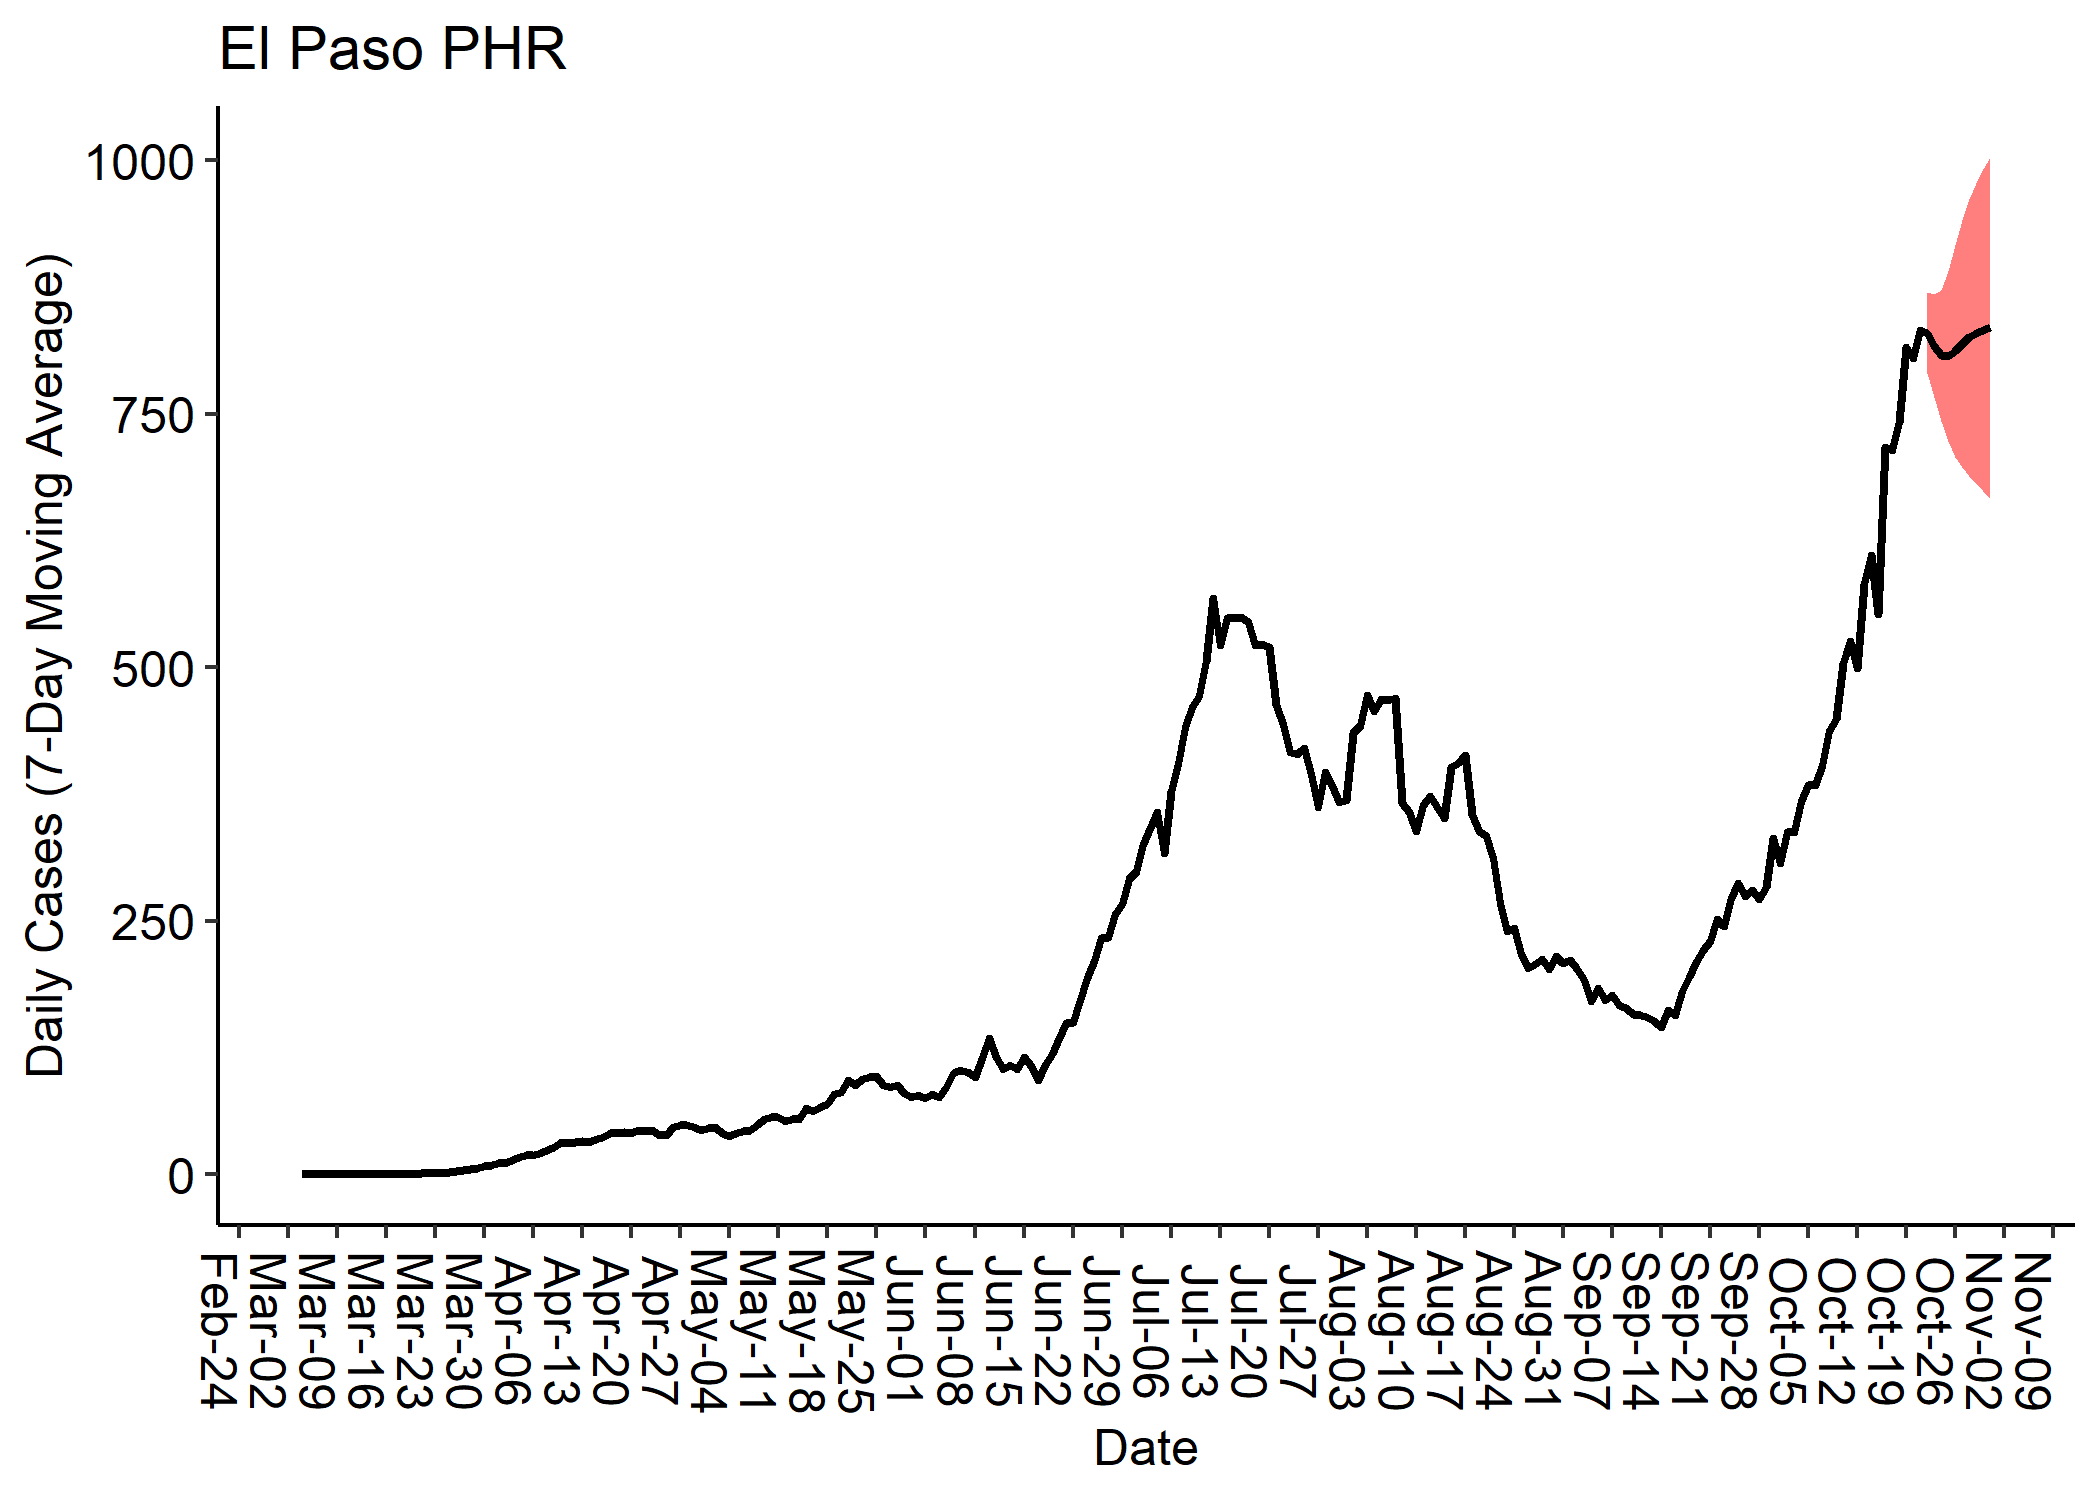 El Paso PHR
Daily Cases (7-Day Moving Average)
1000
750
500
250
0
Feb-24
Mar-02
Mar-09
Mar-16
Mar-23
Mar-30
Apr-06
Apr-13
Apr-20
Apr-27
May-04
May-11
May-18
May-25
Jun-01
Jun-08
Jun-15
Jun-22
Jun-29
Jul-06
Jul-13
Jul-20
Jul-27
Aug-03
Aug-10
Aug-17
Aug-24
Aug-31
Sep-07
Sep-14
Sep-21
Sep-28
Oct-05
Oct-12
Oct-19
Oct-26
Nov-02
Nov-09
Date